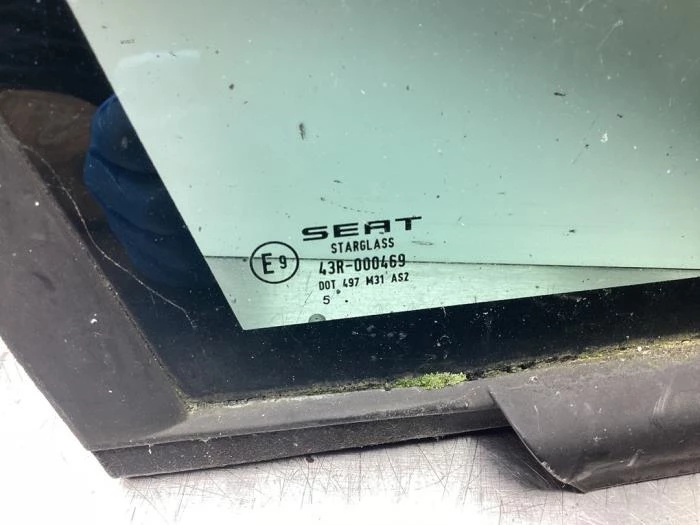 SEAT
STARGLASS
E9 43R-000469
DOT 497 M31 AS2
5 . .